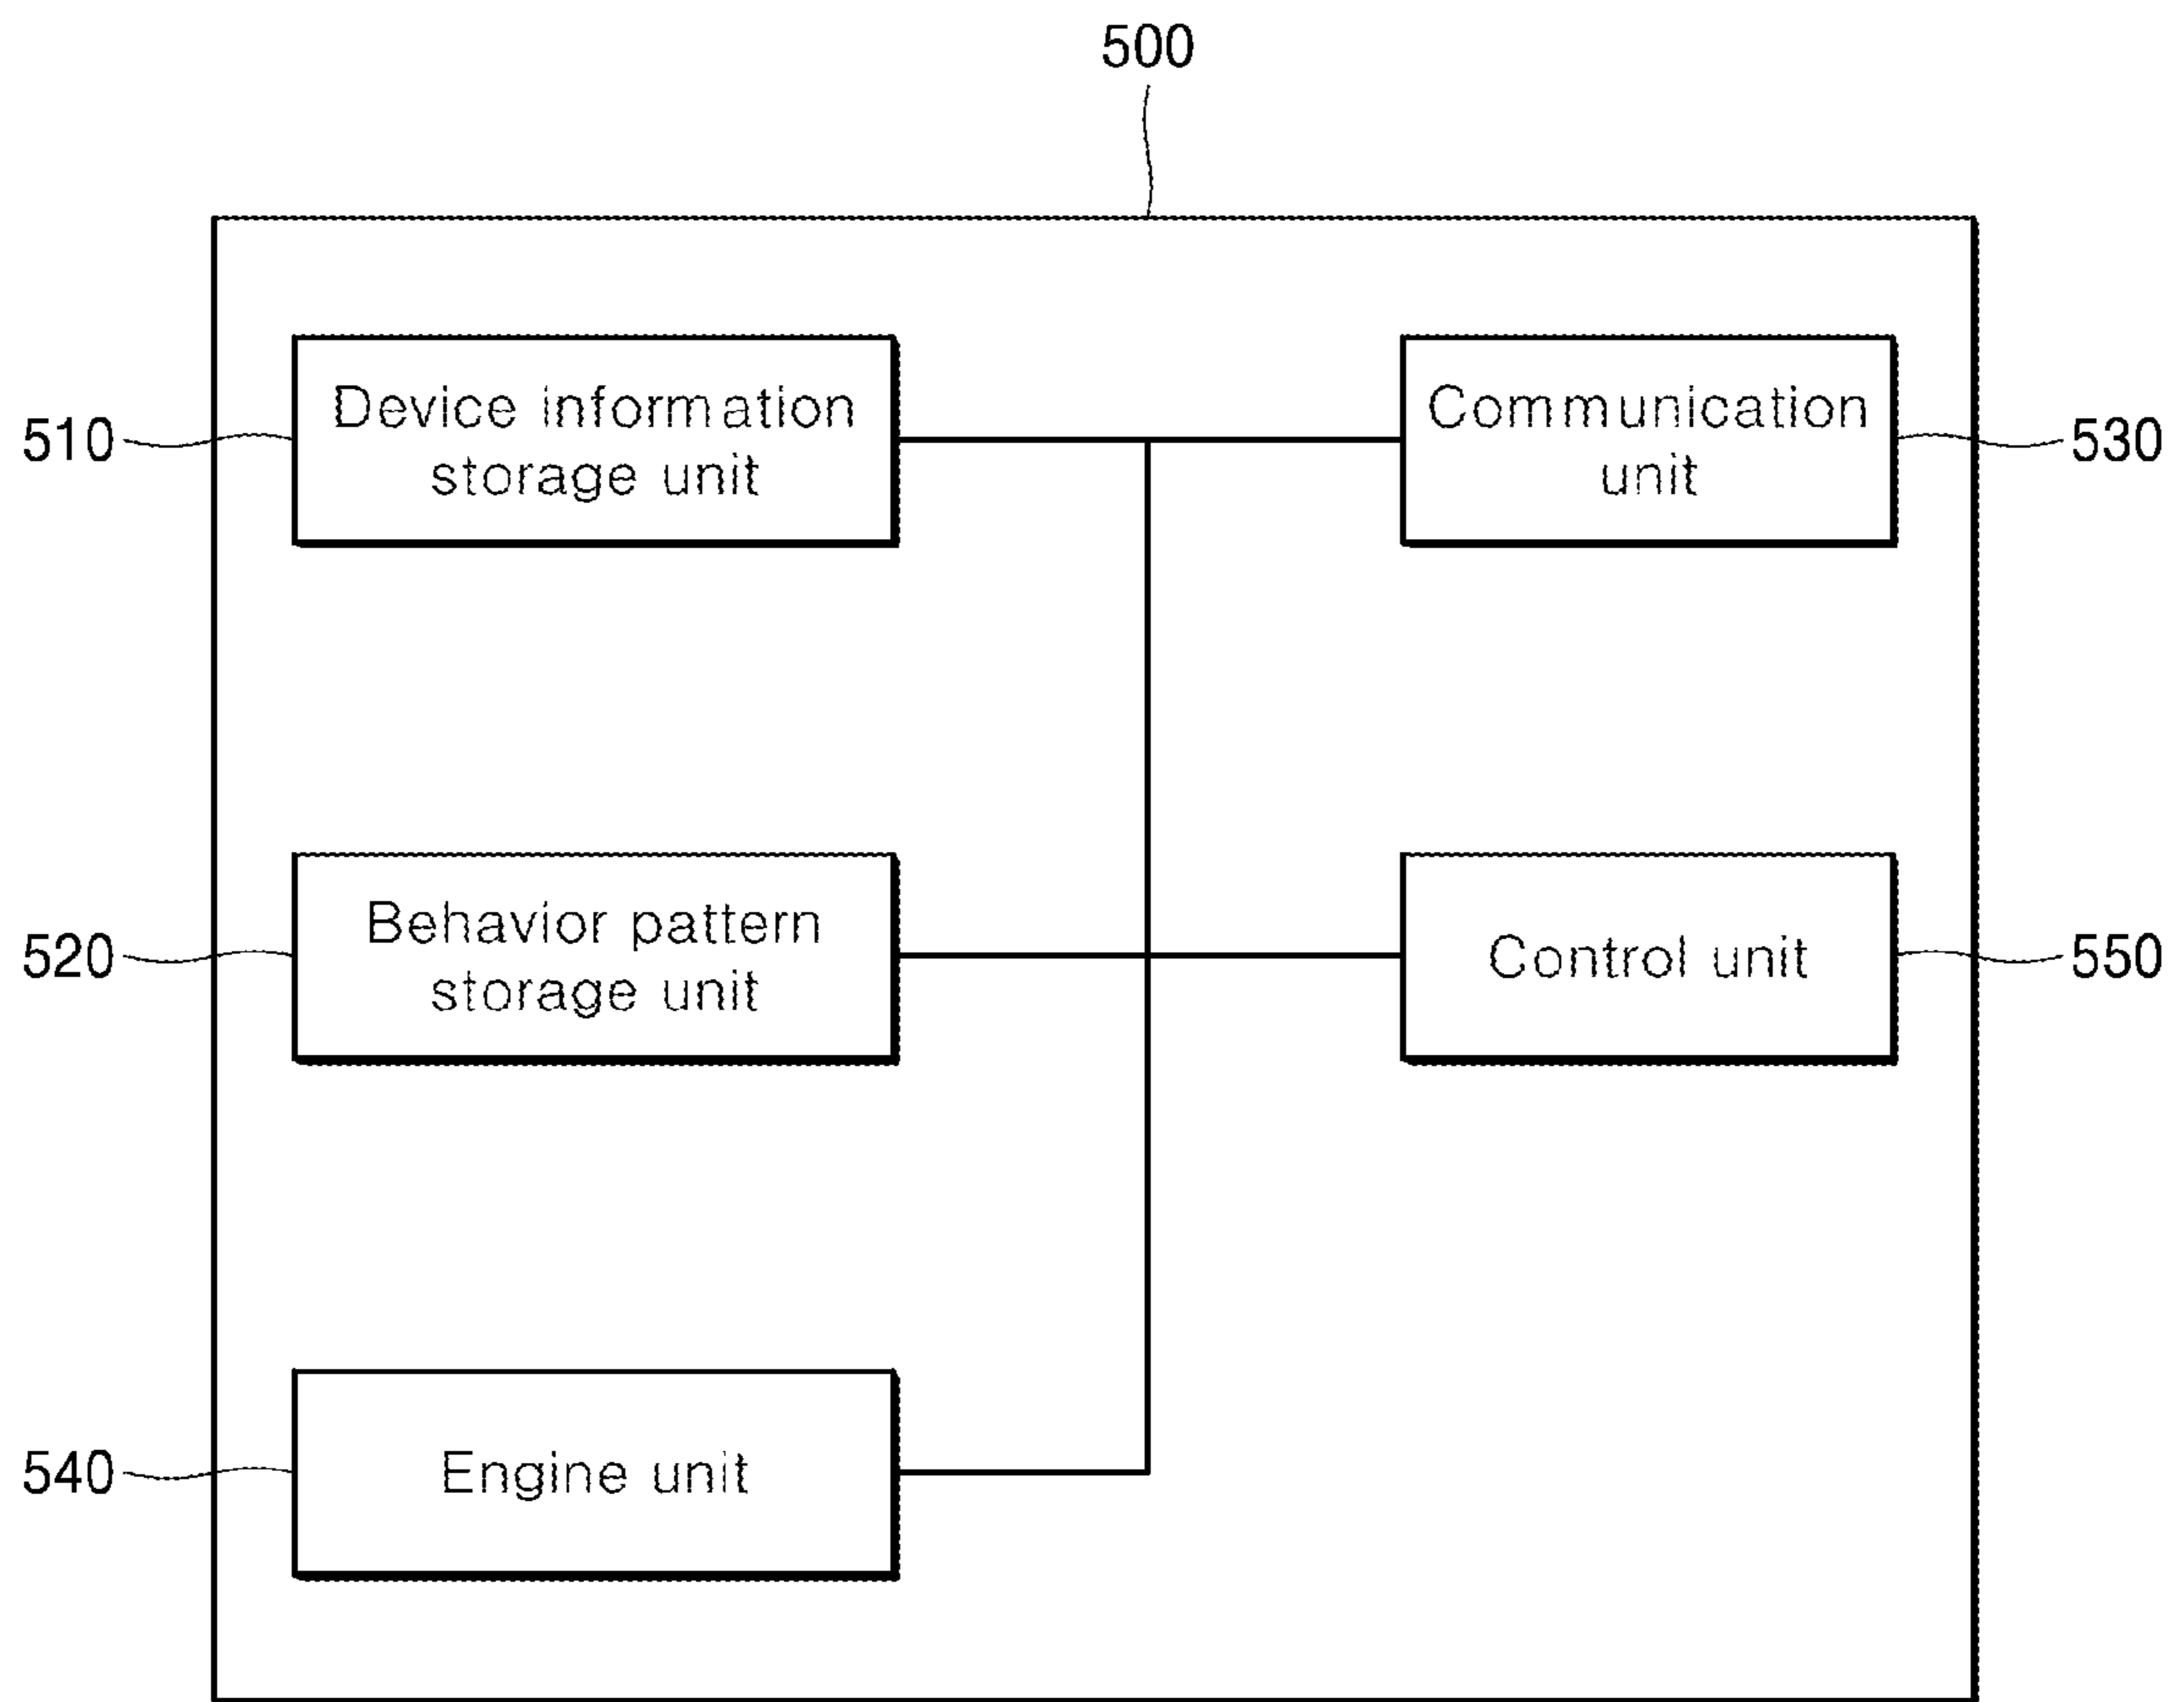 500
510
Device information
storage unit
Communication
unit
530
520
Behavior pattern
storage unit
Control unit
550
540
Engine unit